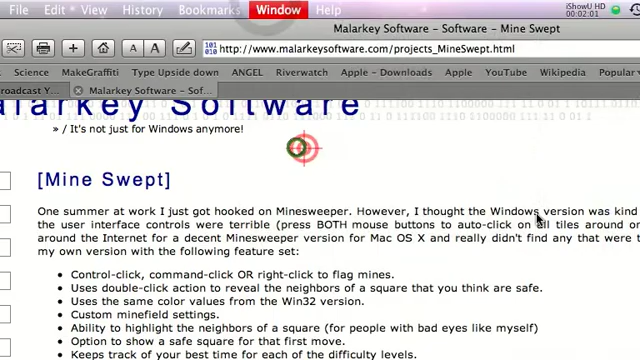 File Edit View History Bookmarks Window Help iShowU HD
00:02:01
Malarkey Software - Software - Mine Swept
A A http://www.malarkeysoftware.com/projects_MineSwept.html
Science MakeGraffiti Type Upside down ANGEL Riverwatch Apple - Downloads Apple YouTube Wikipedia Popular
roadcast Y... Malarkey Software - Sof...
alarkey Software
» / It's not just for Windows anymore!
[Mine Swept]
One summer at work I just got hooked on Minesweeper. However, I thought the Windows version was kind
the user interface controls were terrible (press BOTH mouse buttons to auto-click on all tiles around
around the Internet for a decent Minesweeper version for Mac OS X and really didn't find any that were
my own version with the following feature set:
• Control-click, command-click OR right-click to flag mines.
• Uses double-click action to reveal the neighbors of a square that you think are safe.
• Uses the same color values from the Win32 version.
• Custom minefield settings.
• Ability to highlight the neighbors of a square (for people with bad eyes like myself)
• Option to show a safe square for that first move.
• Keeps track of your best time for each of the difficulty levels.